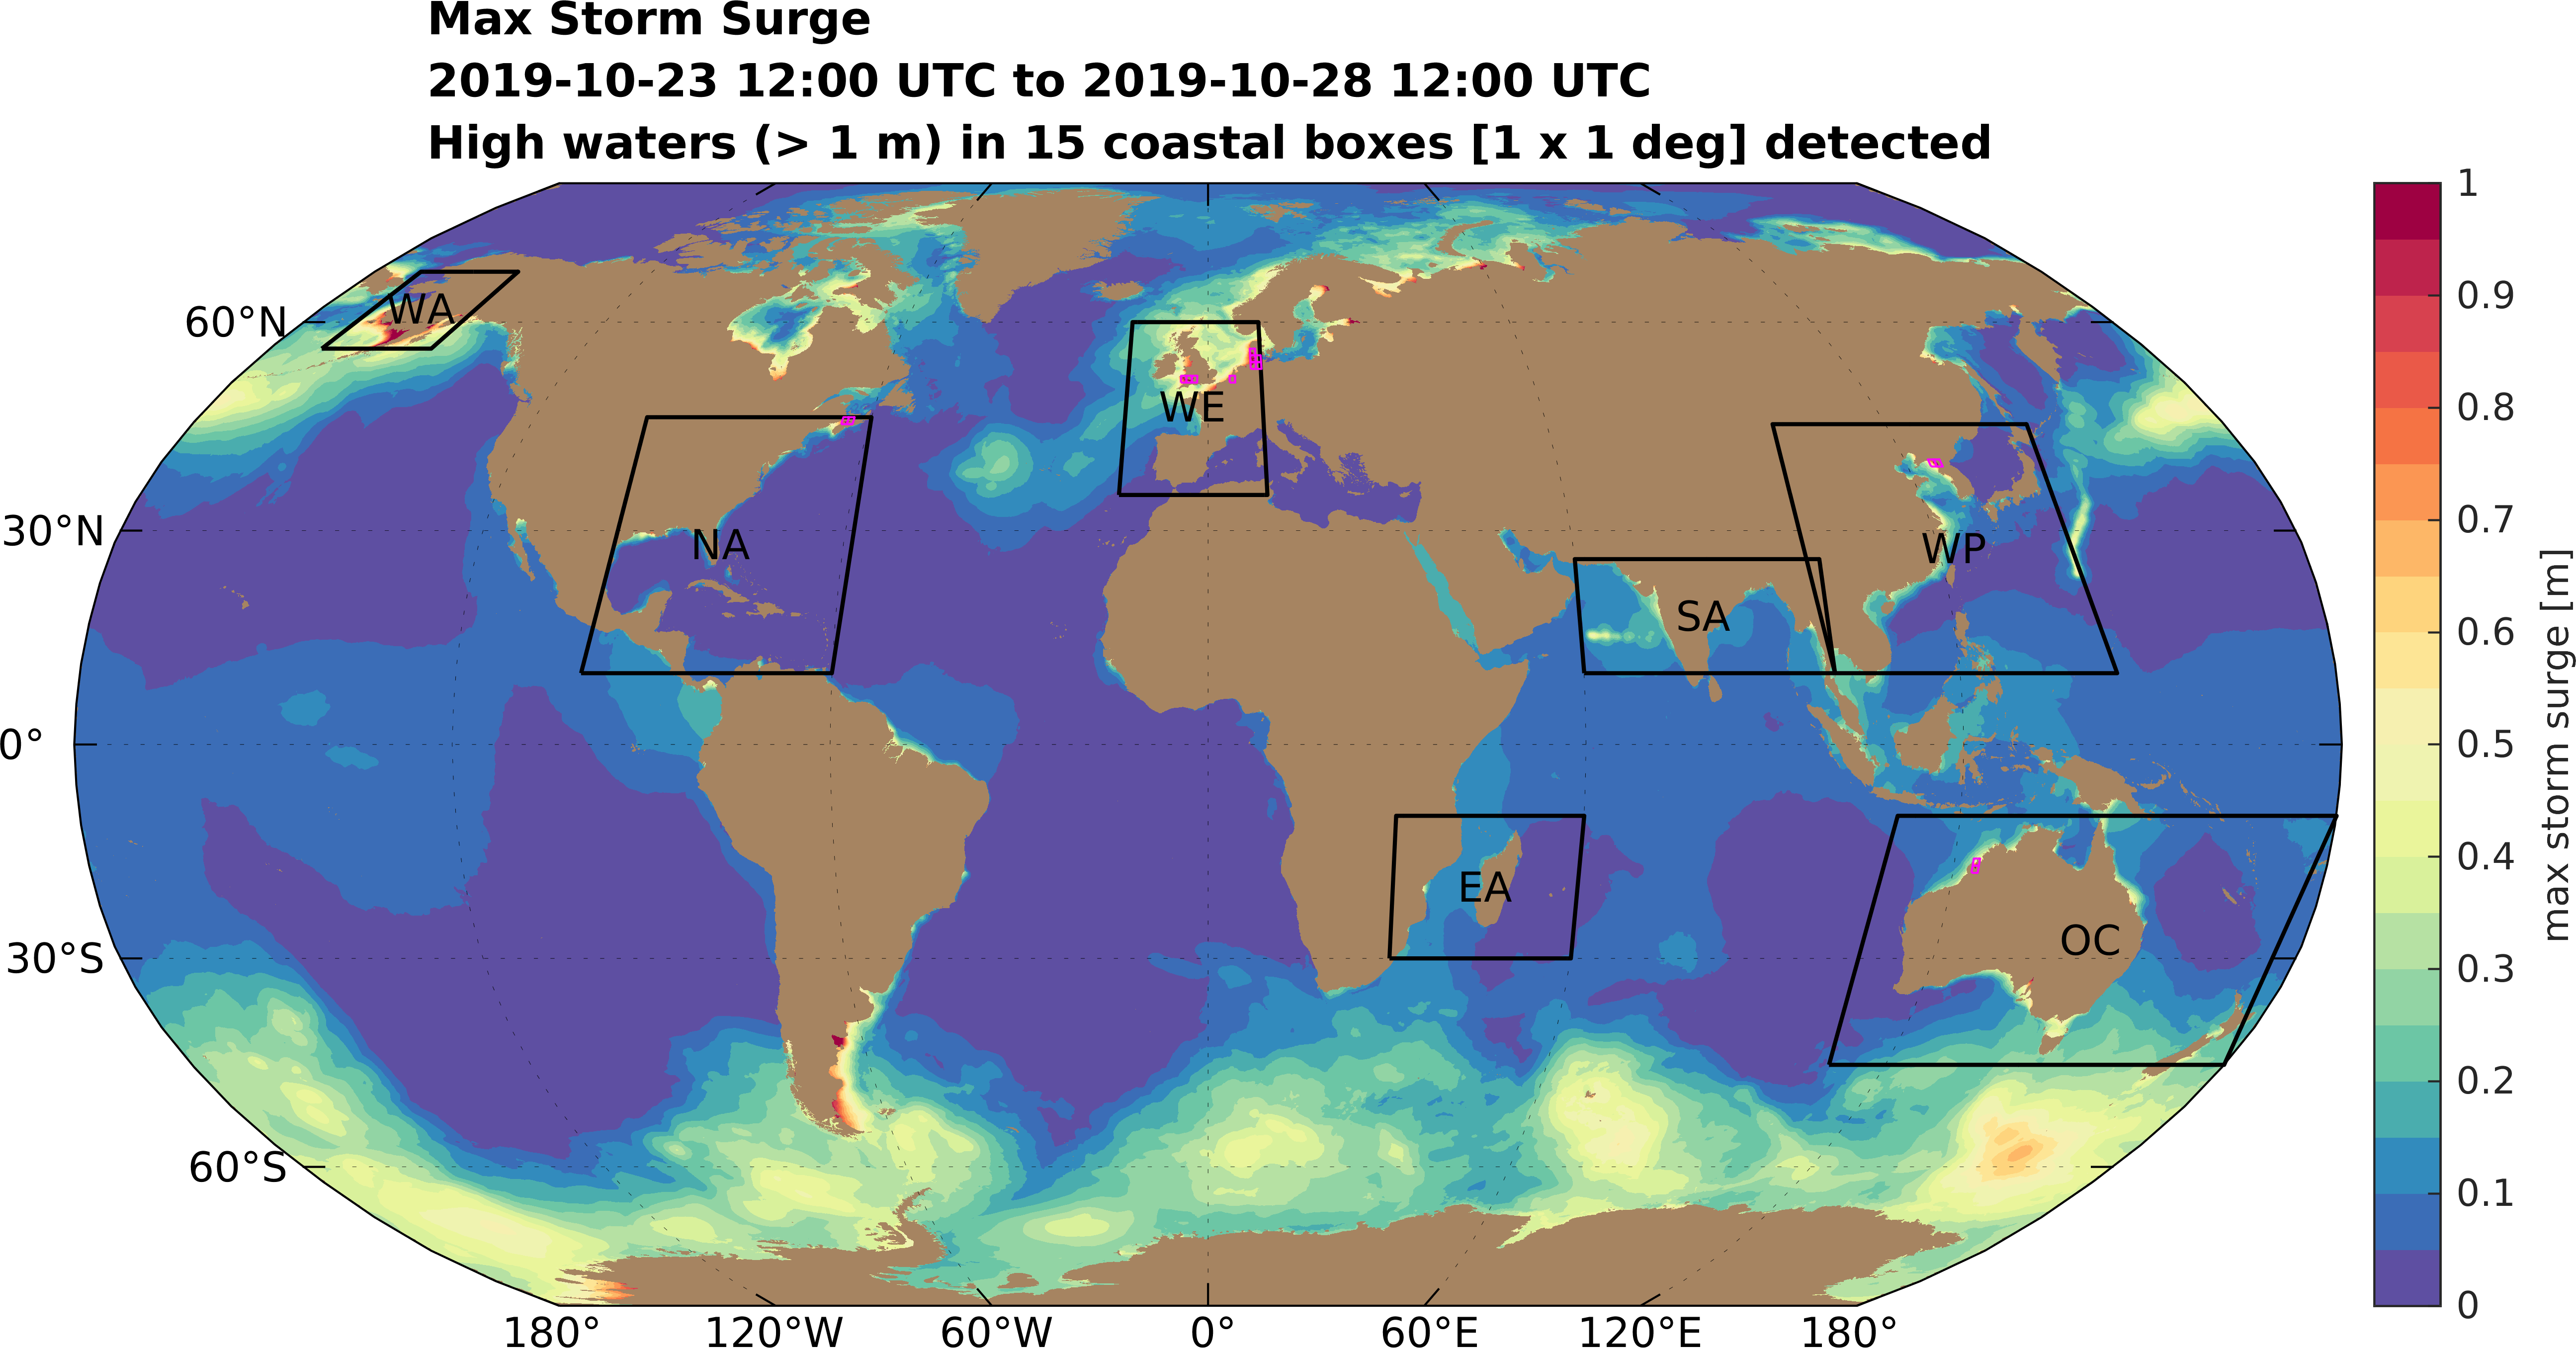 Max Storm Surge
2019-10-23 12:00 UTC to 2019-10-28 12:00 UTC
High waters (> 1 m) in 15 coastal boxes [1 x 1 deg] detected
60°N
30°N
0°
30°S
60°S
WA
NA
WE
SA
WP
EA
OC
180°
120°W
60°W
0°
60°E
120°E
180°
1
0.9
0.8
0.7
0.6
0.5
0.4
0.3
0.2
0.1
0
max storm surge [m]